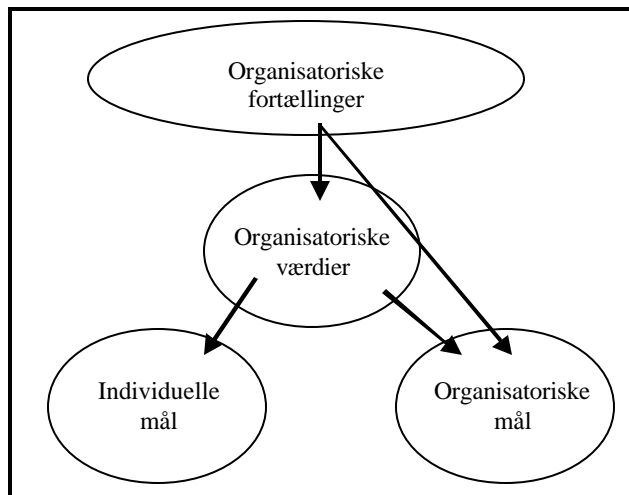 Organisatoriske
fortællinger
Organisatoriske
værdier
Individuelle
mål
Organisatoriske
mål